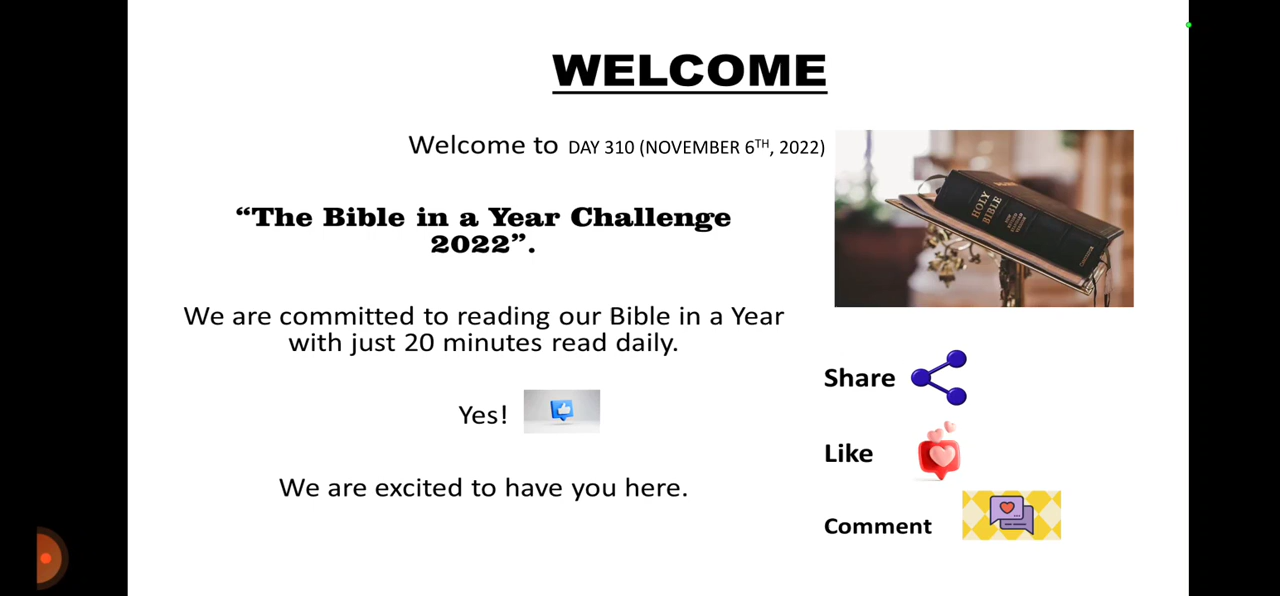 WELCOME
Welcome to DAY 310 (NOVEMBER 6TH, 2022)
“The Bible in a Year Challenge
2022”.
We are committed to reading our Bible in a Year
with just 20 minutes read daily.
Yes!
We are excited to have you here.
HOLY
BIBLE
Share
Like
Comment